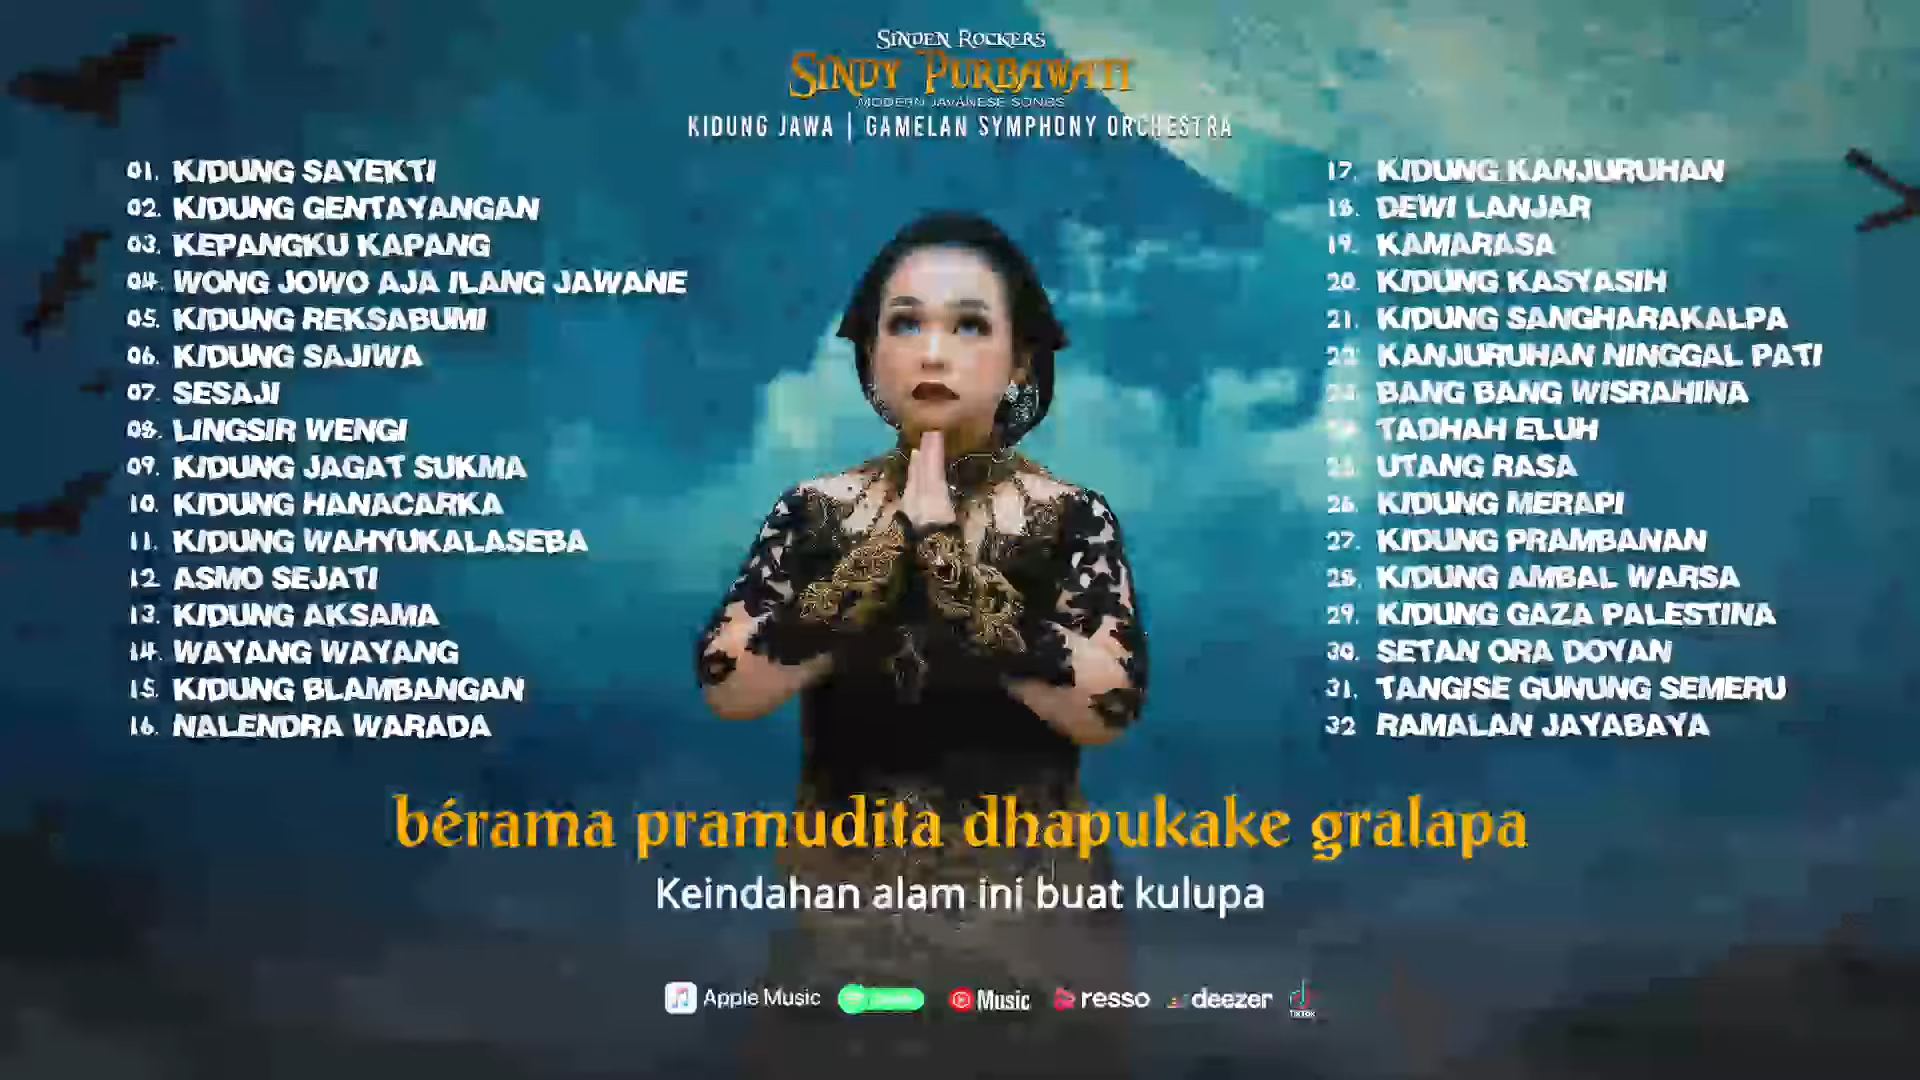 SINDEN ROCKERS
SINDY PURBAWATI
MODERN JAVANESE SONGS
KIDUNG JAWA | GAMELAN SYMPHONY ORCHESTRA
01. KIDUNG SAYEKTI
02. KIDUNG GENTAYANGAN
03. KEPANGKU KAPANG
04. WONG JOWO AJA ILANG JAWANE
05. KIDUNG REKSABUMI
06. KIDUNG SAJIWA
07. SESAJI
08. LINGSIR WENGI
09. KIDUNG JAGAT SUKMA
10. KIDUNG HANACARKA
11. KIDUNG WAHYUKALASEBA
12 ASMO SEJATI
13. KIDUNG AKSAMA
14. WAYANG WAYANG
15. KIDUNG BLAMBANGAN
16. NALENDRA WARADA
17. KIDUNG KANJURUHAN
18. DEWI LANJAR
19. KAMARASA
20. KIDUNG KASYASIH
21. KIDUNG SANGHARAKALPA
22 KANJURUHAN NINGGAL PATI
BANG BANG WISRAHINA
TADHAH ELUH
UTANG RASA
26. KIDUNG MERAPI
27. KIDUNG PRAMBANAN
28. KIDUNG AMBAL WARSA
29. KIDUNG GAZA PALESTINA
30. SETAN ORA DOYAN
31. TANGISE GUNUNG SEMERU
32 RAMALAN JAYABAYA
bérama pramudita dhapukake gralapa
Keindahan alam ini buat kulupa
Apple Music Music resso deezer TIKTOK